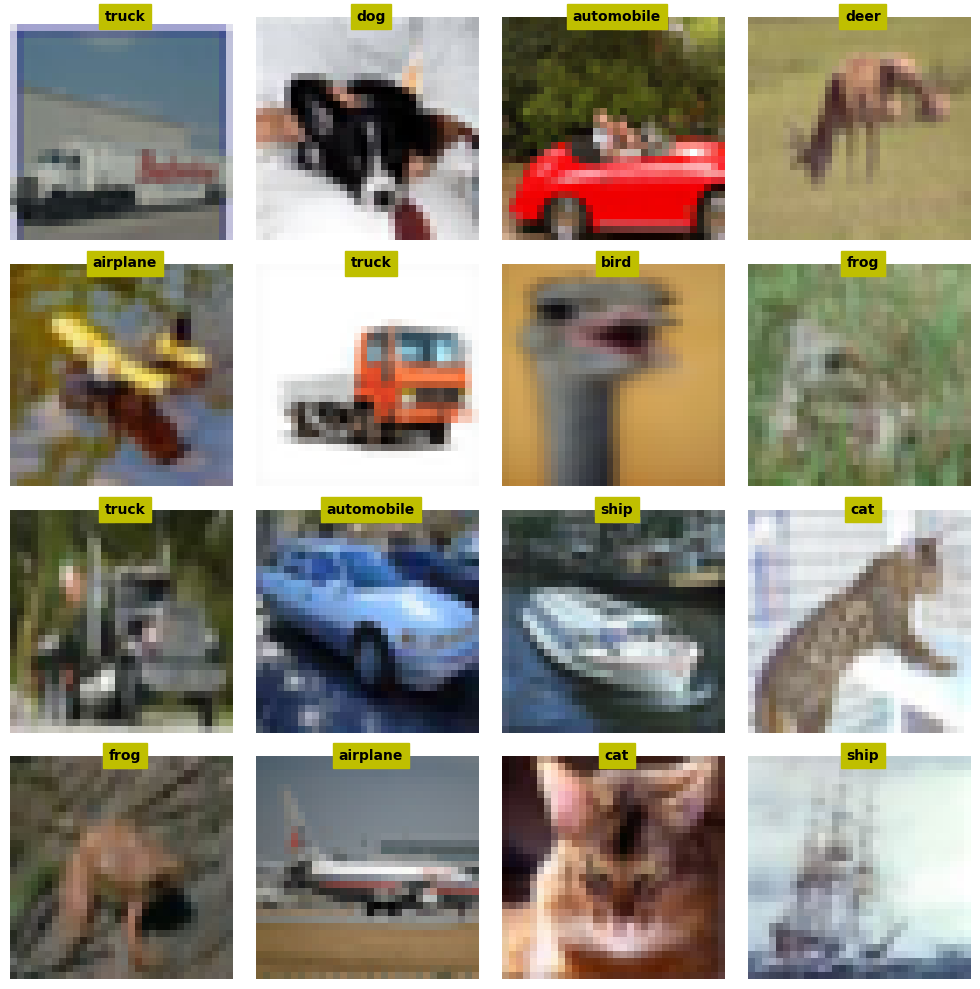 truck
dog
automobile
deer
airplane
truck
bird
frog
truck
automobile
ship
cat
frog
airplane
cat
ship